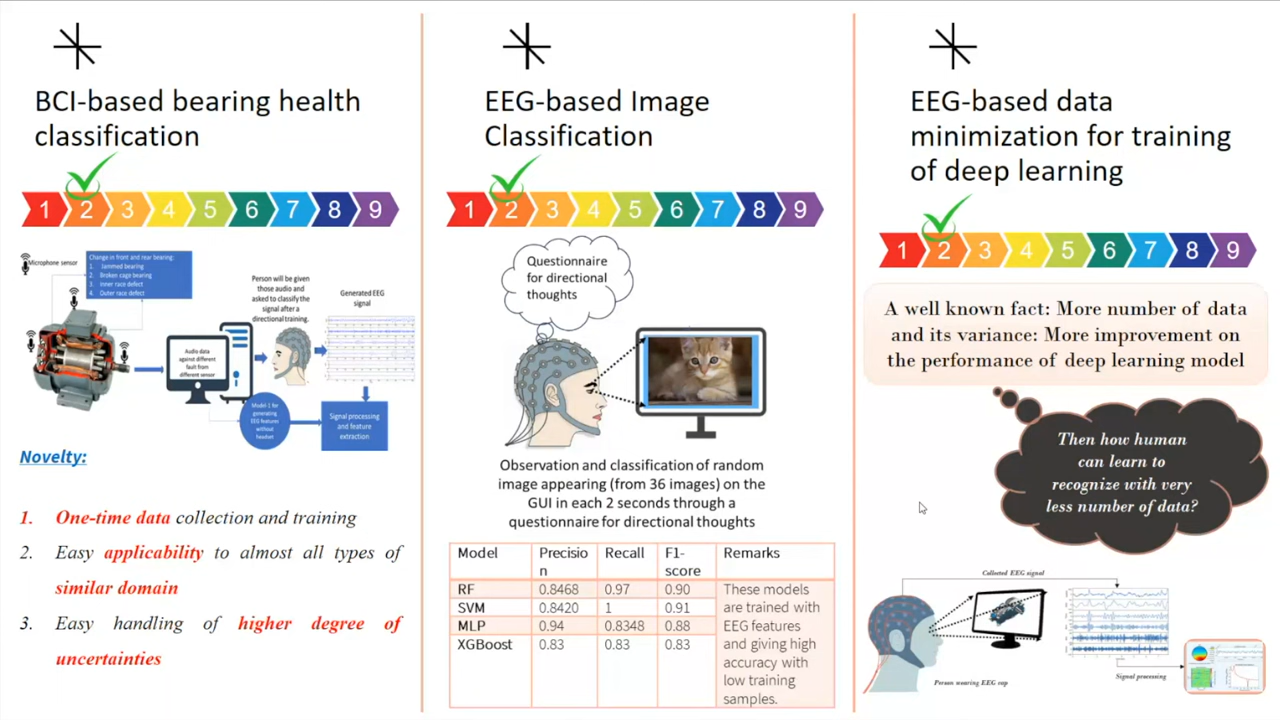 BCI-based bearing health
classification
1 2 3 4 5 6 7 8 9
Microphone sensor
Change in front and rear bearing:
1. Jammed bearing
2. Broken cage bearing
3. Inner race defect
4. Outer race defect
Person will be given
those audio and
asked to classify the
signal after a
directional training.
Generated EEG
signal
Audio data
against different
fault from
different sensor
Model-1 for
generating
EEG features
without
headset
Signal processing
and feature
extraction
Novelty:
1. One-time data collection and training
2. Easy applicability to almost all types of
similar domain
3. Easy handling of higher degree of
uncertainties
EEG-based Image
Classification
1 2 3 4 5 6 7 8 9
Questionnaire
for directional
thoughts
Observation and classification of random
image appearing (from 36 images) on the
GUI in each 2 seconds through a
questionnaire for directional thoughts
Model Precisio Recall F1- Remarks
n score
RF 0.8468 0.97 0.90 These models
SVM 0.8420 1 0.91 are trained with
MLP 0.94 0.8348 0.88 EEG features
XGBoost 0.83 0.83 0.83 and giving high
accuracy with
low training
samples.
EEG-based data
minimization for training
of deep learning
1 2 3 4 5 6 7 8 9
A well known fact: More number of data
and its variance: More improvement on
the performance of deep learning model
Then how human
can learn to
recognize with very
less number of data?
Collected EEG signal
Person wearing EEG cap
Signal processing